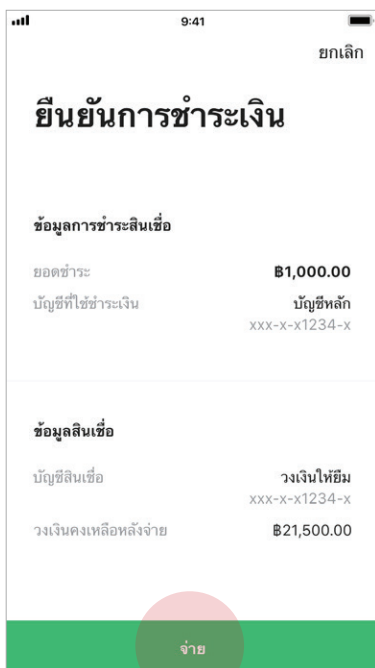 9:41
ยกเลิก
ยืนยันการชำระเงิน
ข้อมูลการชำระสินเชื่อ
ยอดชำระ ฿1,000.00
บัญชีที่ใช้ชำระเงิน บัญชีหลัก
xxx-x-x1234-x
ข้อมูลสินเชื่อ
บัญชีสินเชื่อ วงเงินให้ยืม
xxx-x-x1234-x
วงเงินคงเหลือหลังจ่าย ฿21,500.00
จ่าย